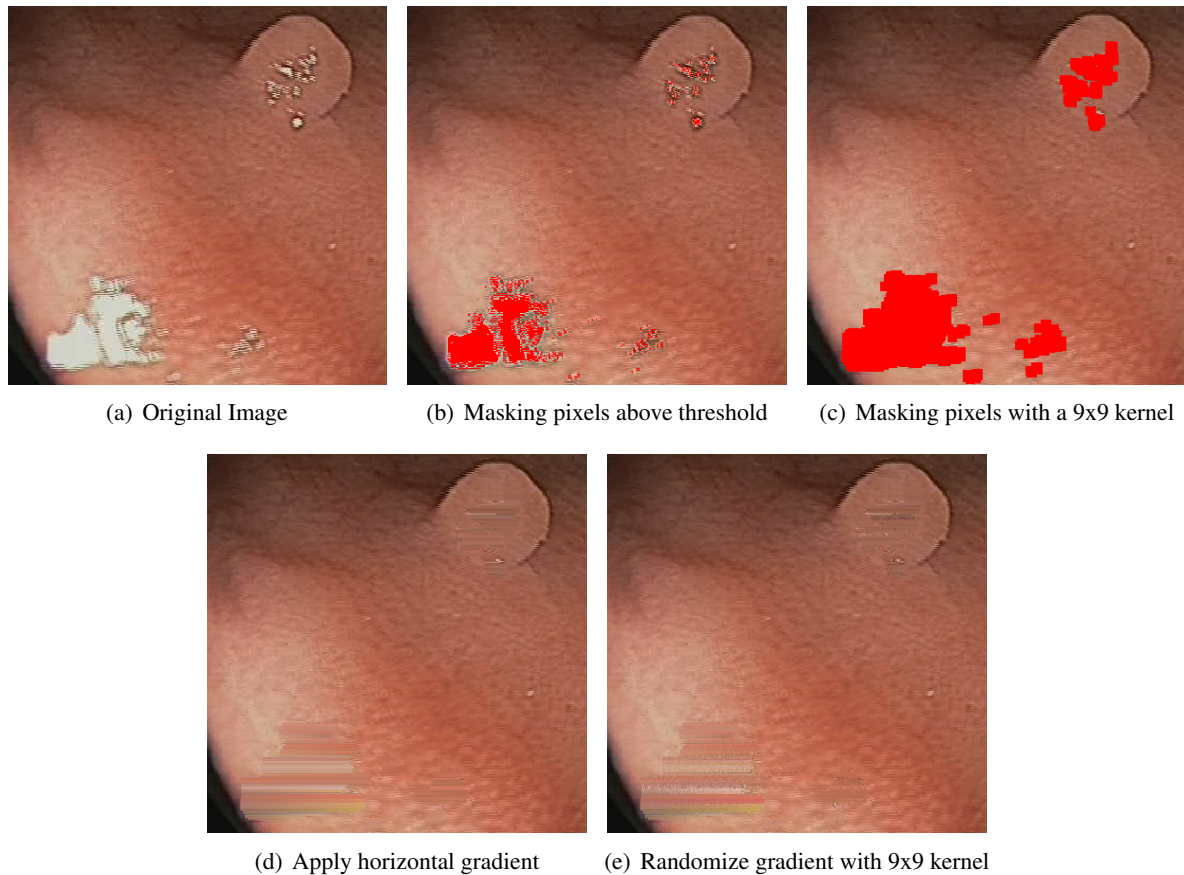 (a) Original Image
(b) Masking pixels above threshold
(c) Masking pixels with a 9x9 kernel
(d) Apply horizontal gradient
(e) Randomize gradient with 9x9 kernel